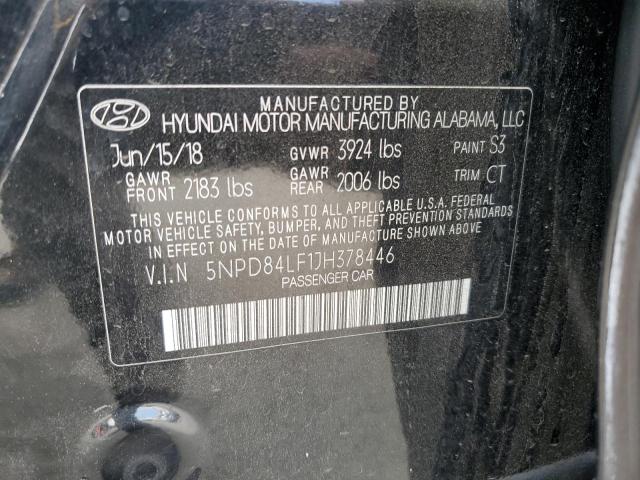 MANUFACTURED BY
HYUNDAI MOTOR MANUFACTURING ALABAMA, LLC
Jun/15/18 GVWR 3924 lbs PAINT S3
GAWR FRONT 2183 lbs GAWR REAR 2006 lbs TRIM CT
THIS VEHICLE CONFORMS TO ALL APPLICABLE U.S.A. FEDERAL
MOTOR VEHICLE SAFETY, BUMPER, AND THEFT PREVENTION STANDARDS
IN EFFECT ON THE DATE OF MANUFACTURE SHOWN ABOVE.
V.I.N 5NPD84LF1JH378446
PASSENGER CAR